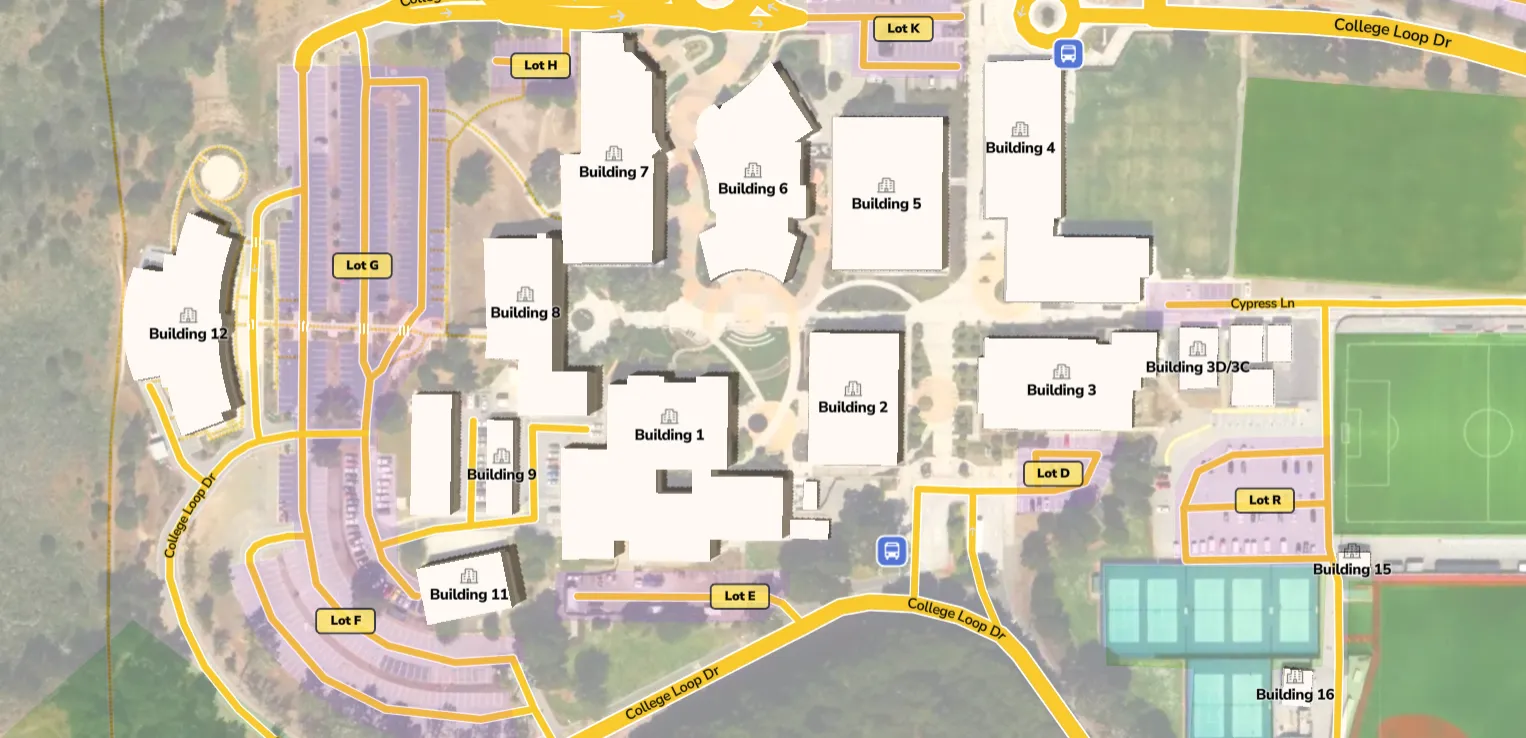 College
Lot K
College Loop Dr
Lot H
Building 4
Building 7
Building 6
Building 5
Lot G
Cypress Ln
Building 8
Building 12
Building 3D/3C
Building 3
Building 2
Building 1
Building 9
Lot D
Lot R
College Loop Dr
Building 15
Building 11
Lot E
College Loop Dr
Lot F
College Loop Dr
Building 16